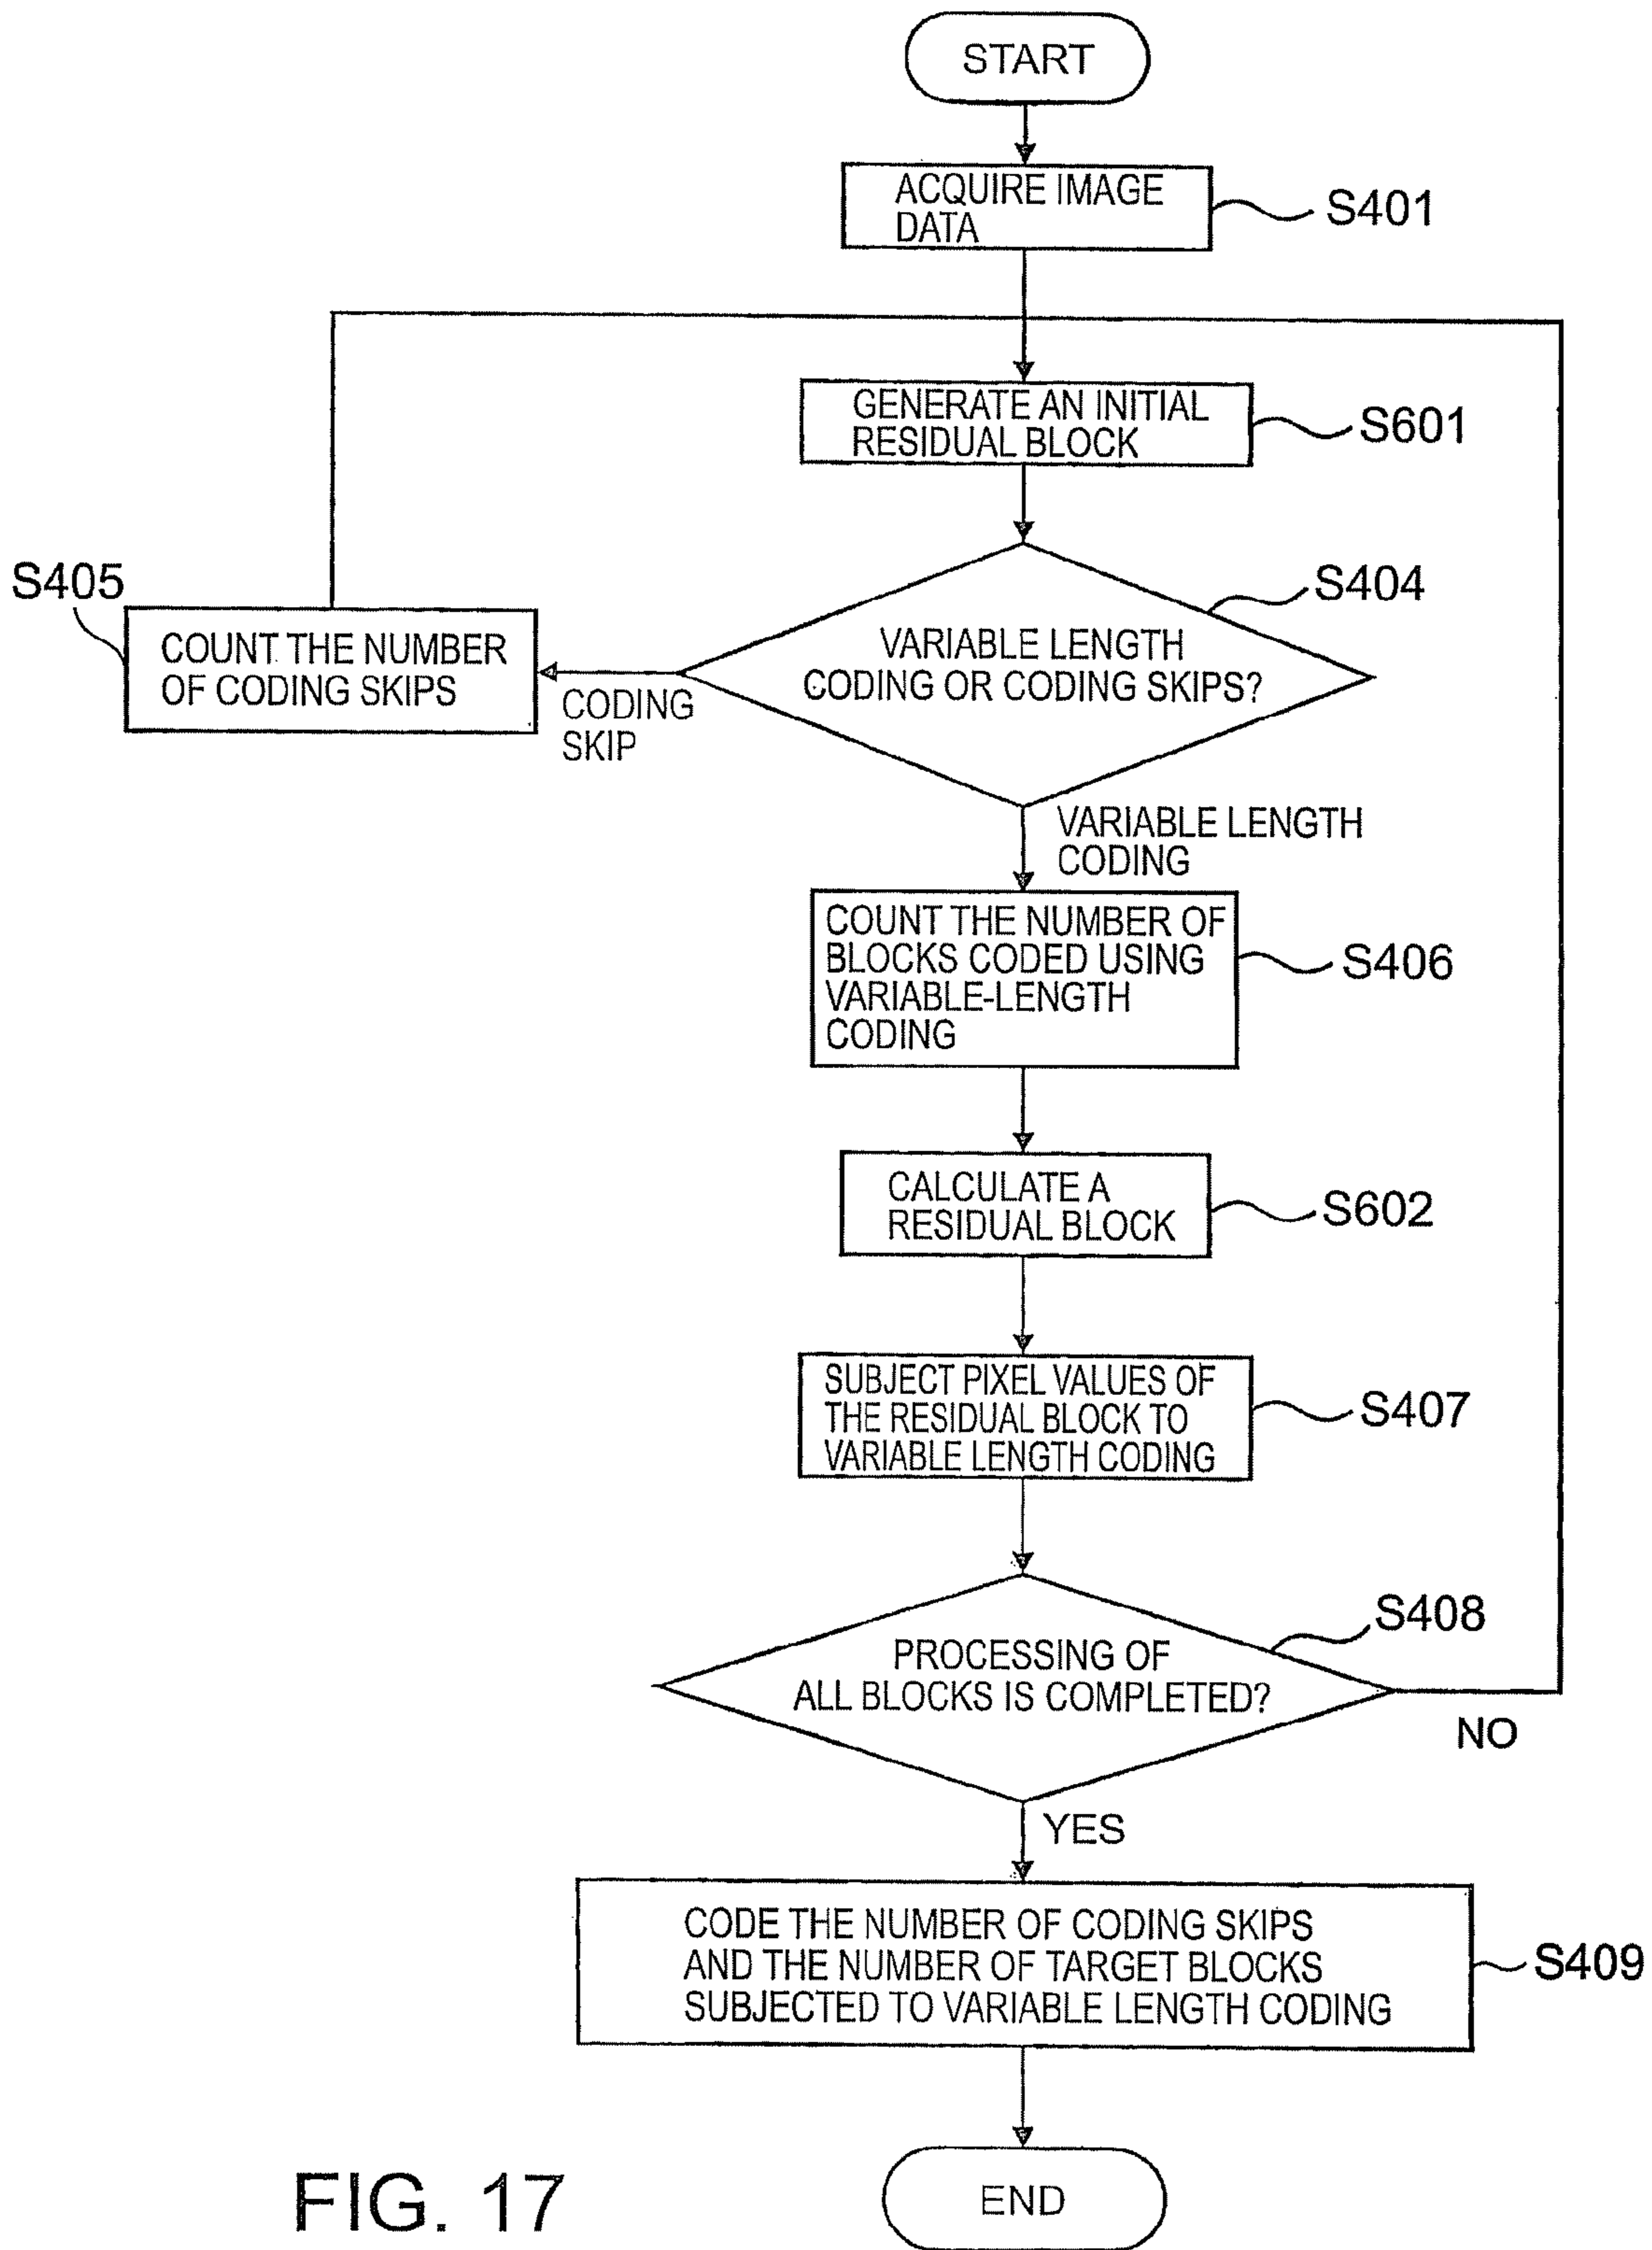 START
ACQUIRE IMAGE
DATA
S401
GENERATE AN INITIAL
RESIDUAL BLOCK
S601
S405
COUNT THE NUMBER
OF CODING SKIPS
S404
VARIABLE LENGTH
CODING OR CODING SKIPS?
CODING
SKIP
VARIABLE LENGTH
CODING
COUNT THE NUMBER OF
BLOCKS CODED USING
VARIABLE-LENGTH
CODING
S406
CALCULATE A
RESIDUAL BLOCK
S602
SUBJECT PIXEL VALUES OF
THE RESIDUAL BLOCK TO
VARIABLE LENGTH CODING
S407
S408
PROCESSING OF
ALL BLOCKS IS COMPLETED?
NO
YES
CODE THE NUMBER OF CODING SKIPS
AND THE NUMBER OF TARGET BLOCKS
SUBJECTED TO VARIABLE LENGTH CODING
S409
END
FIG. 17